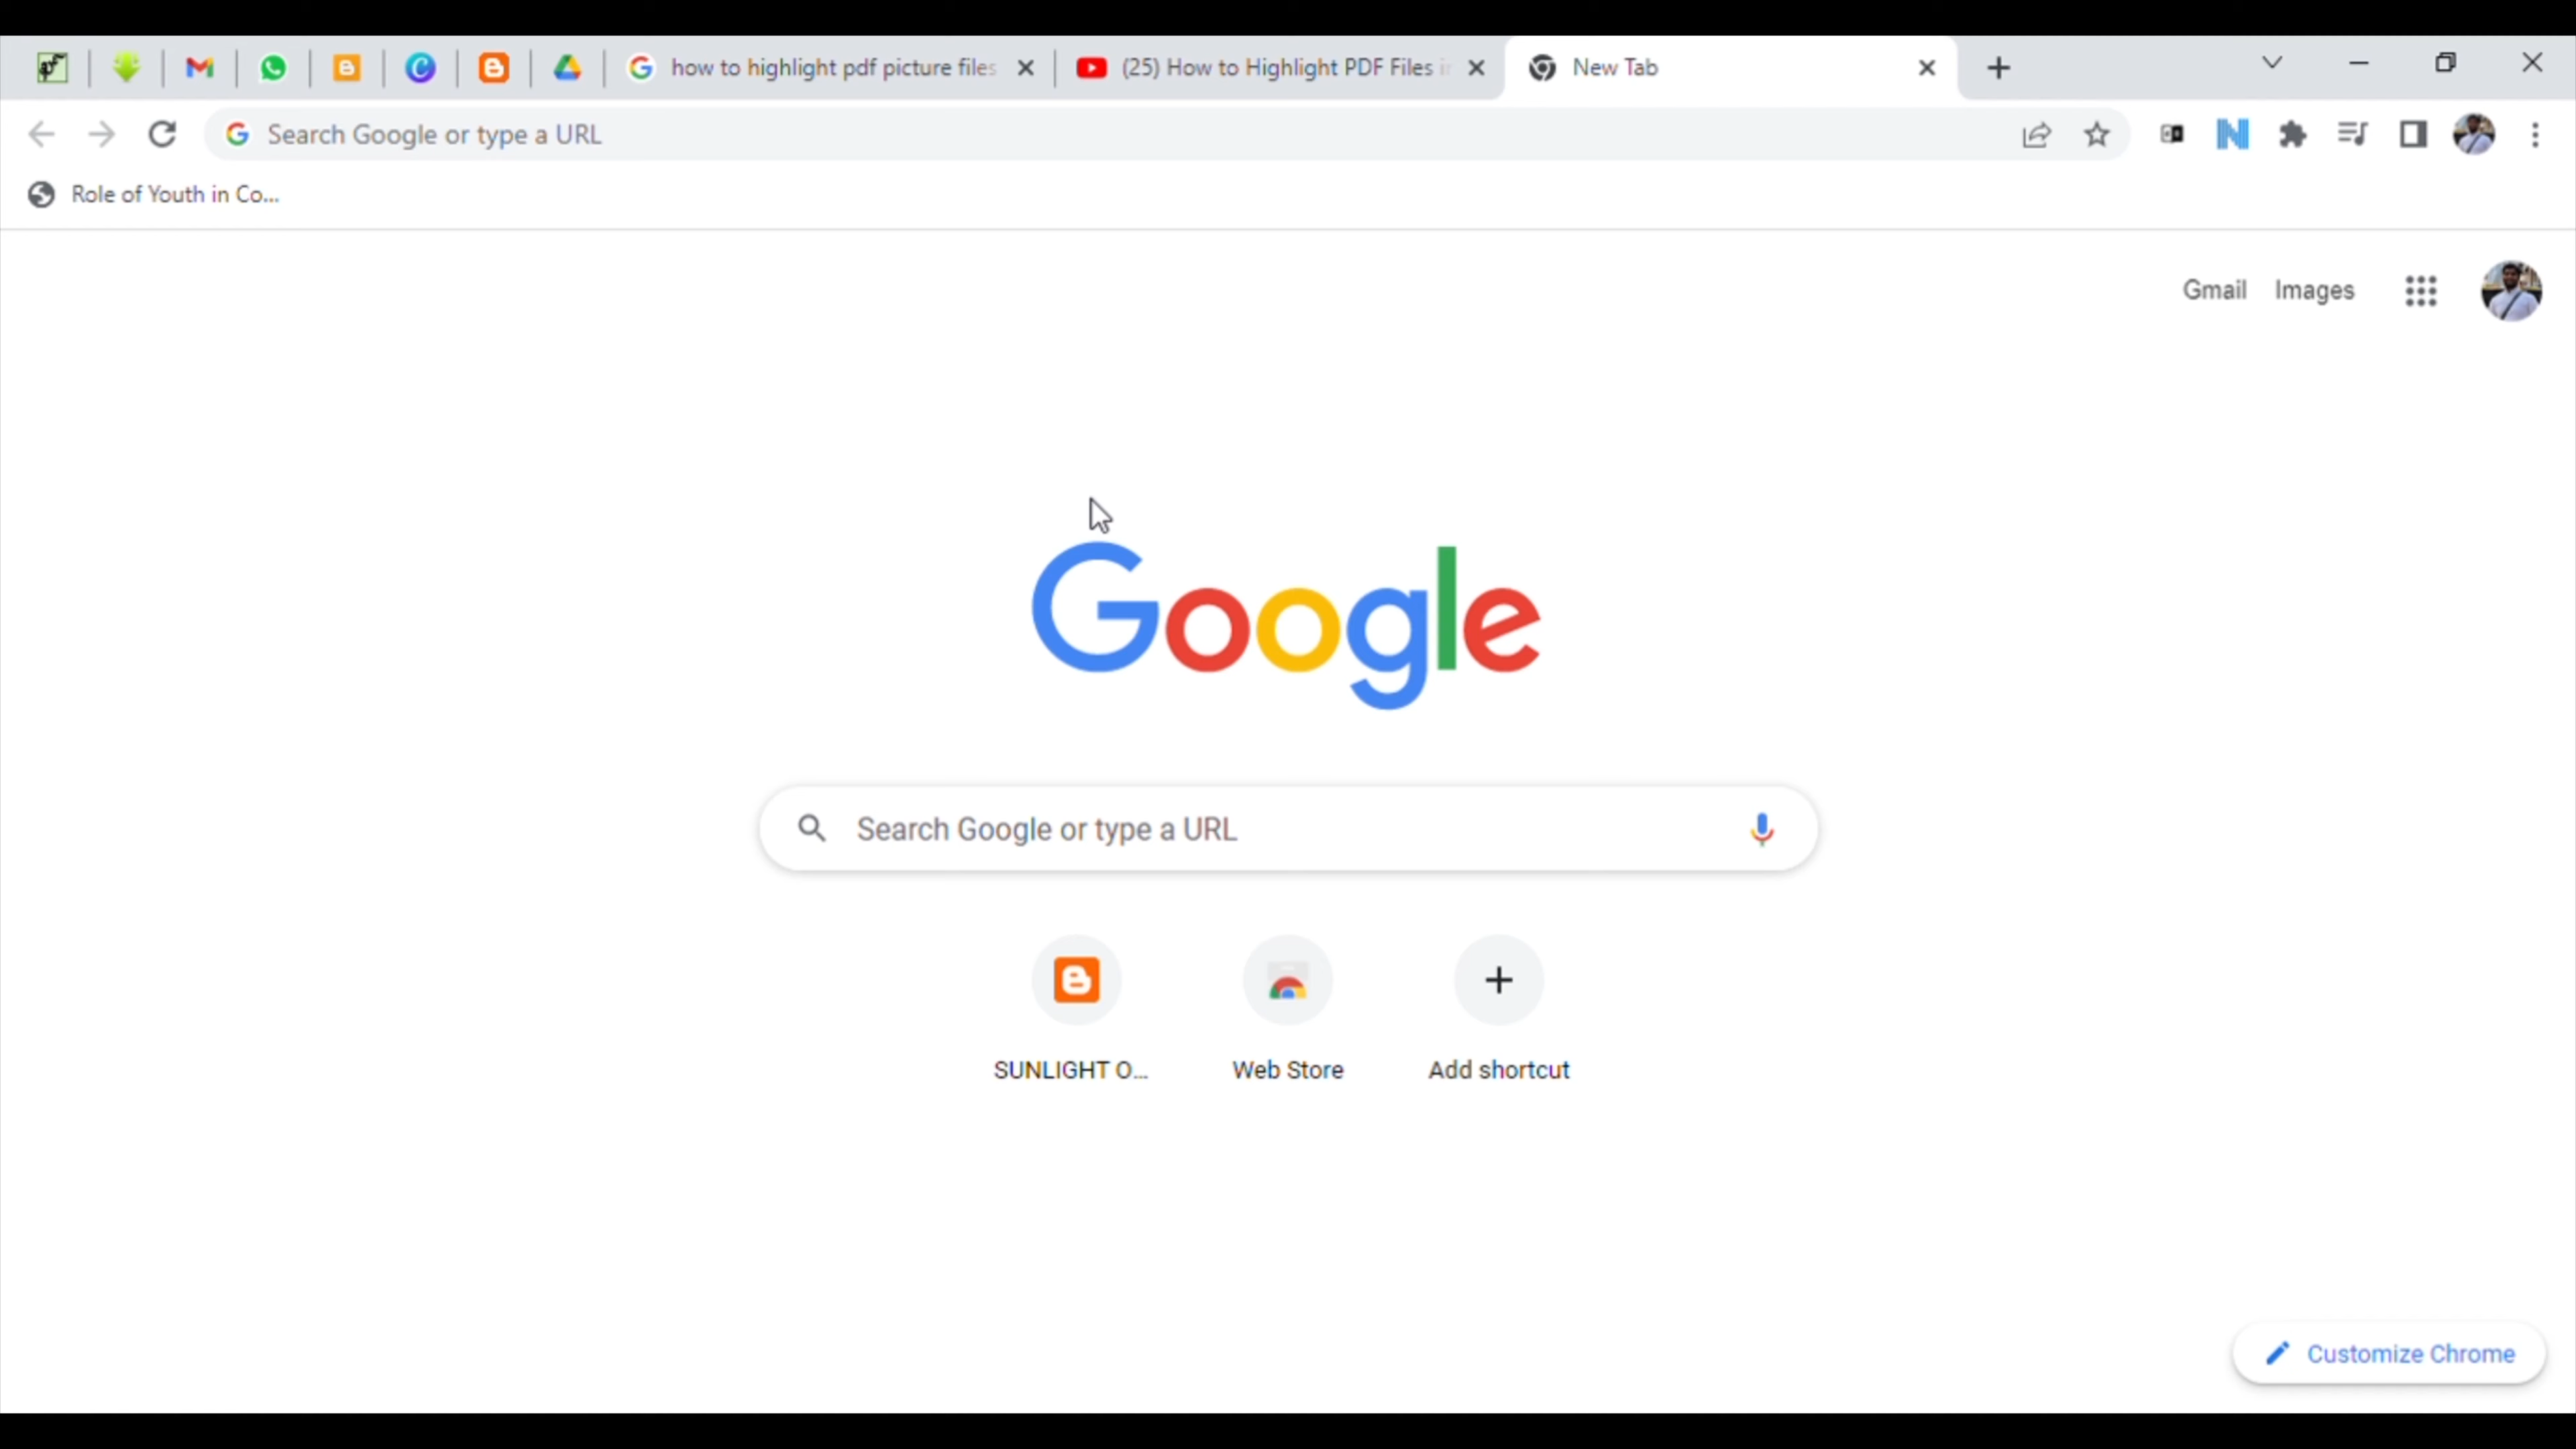 how to highlight pdf picture files
(25) How to Highlight PDF Files
New Tab
Search Google or type a URL
Role of Youth in Co...
Gmail
Images
Google
Search Google or type a URL
SUNLIGHT O...
Web Store
Add shortcut
Customize Chrome